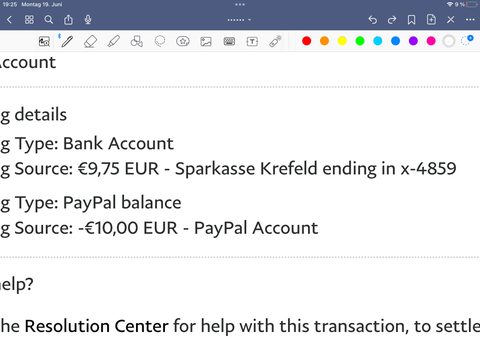 19:25 Montag 19. Juni
9 %
Account
g details
g Type: Bank Account
g Source: €9,75 EUR - Sparkasse Krefeld ending in x-4859
g Type: PayPal balance
g Source: -€10,00 EUR - PayPal Account
elp?
he Resolution Center for help with this transaction, to settle